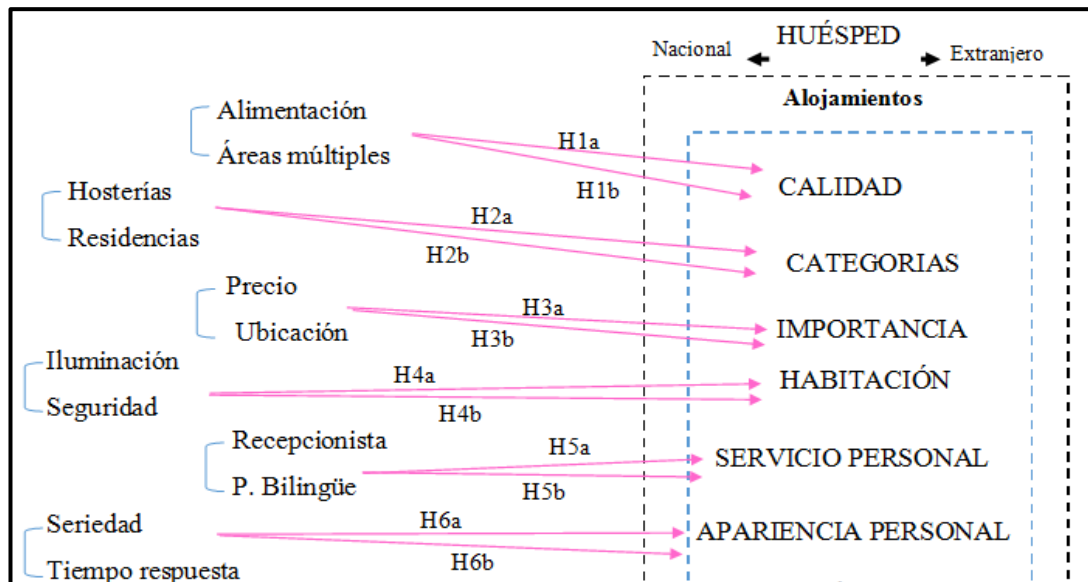 HUÉSPED
Nacional
Extranjero
Alojamientos
Alimentación
Áreas múltiples
H1a
H1b
CALIDAD
Hosterías
Residencias
H2a
H2b
CATEGORIAS
Precio
Ubicación
H3a
H3b
IMPORTANCIA
Iluminación
Seguridad
H4a
H4b
HABITACIÓN
Recepcionista
P. Bilingüe
H5a
H5b
SERVICIO PERSONAL
Seriedad
Tiempo respuesta
H6a
H6b
APARIENCIA PERSONAL